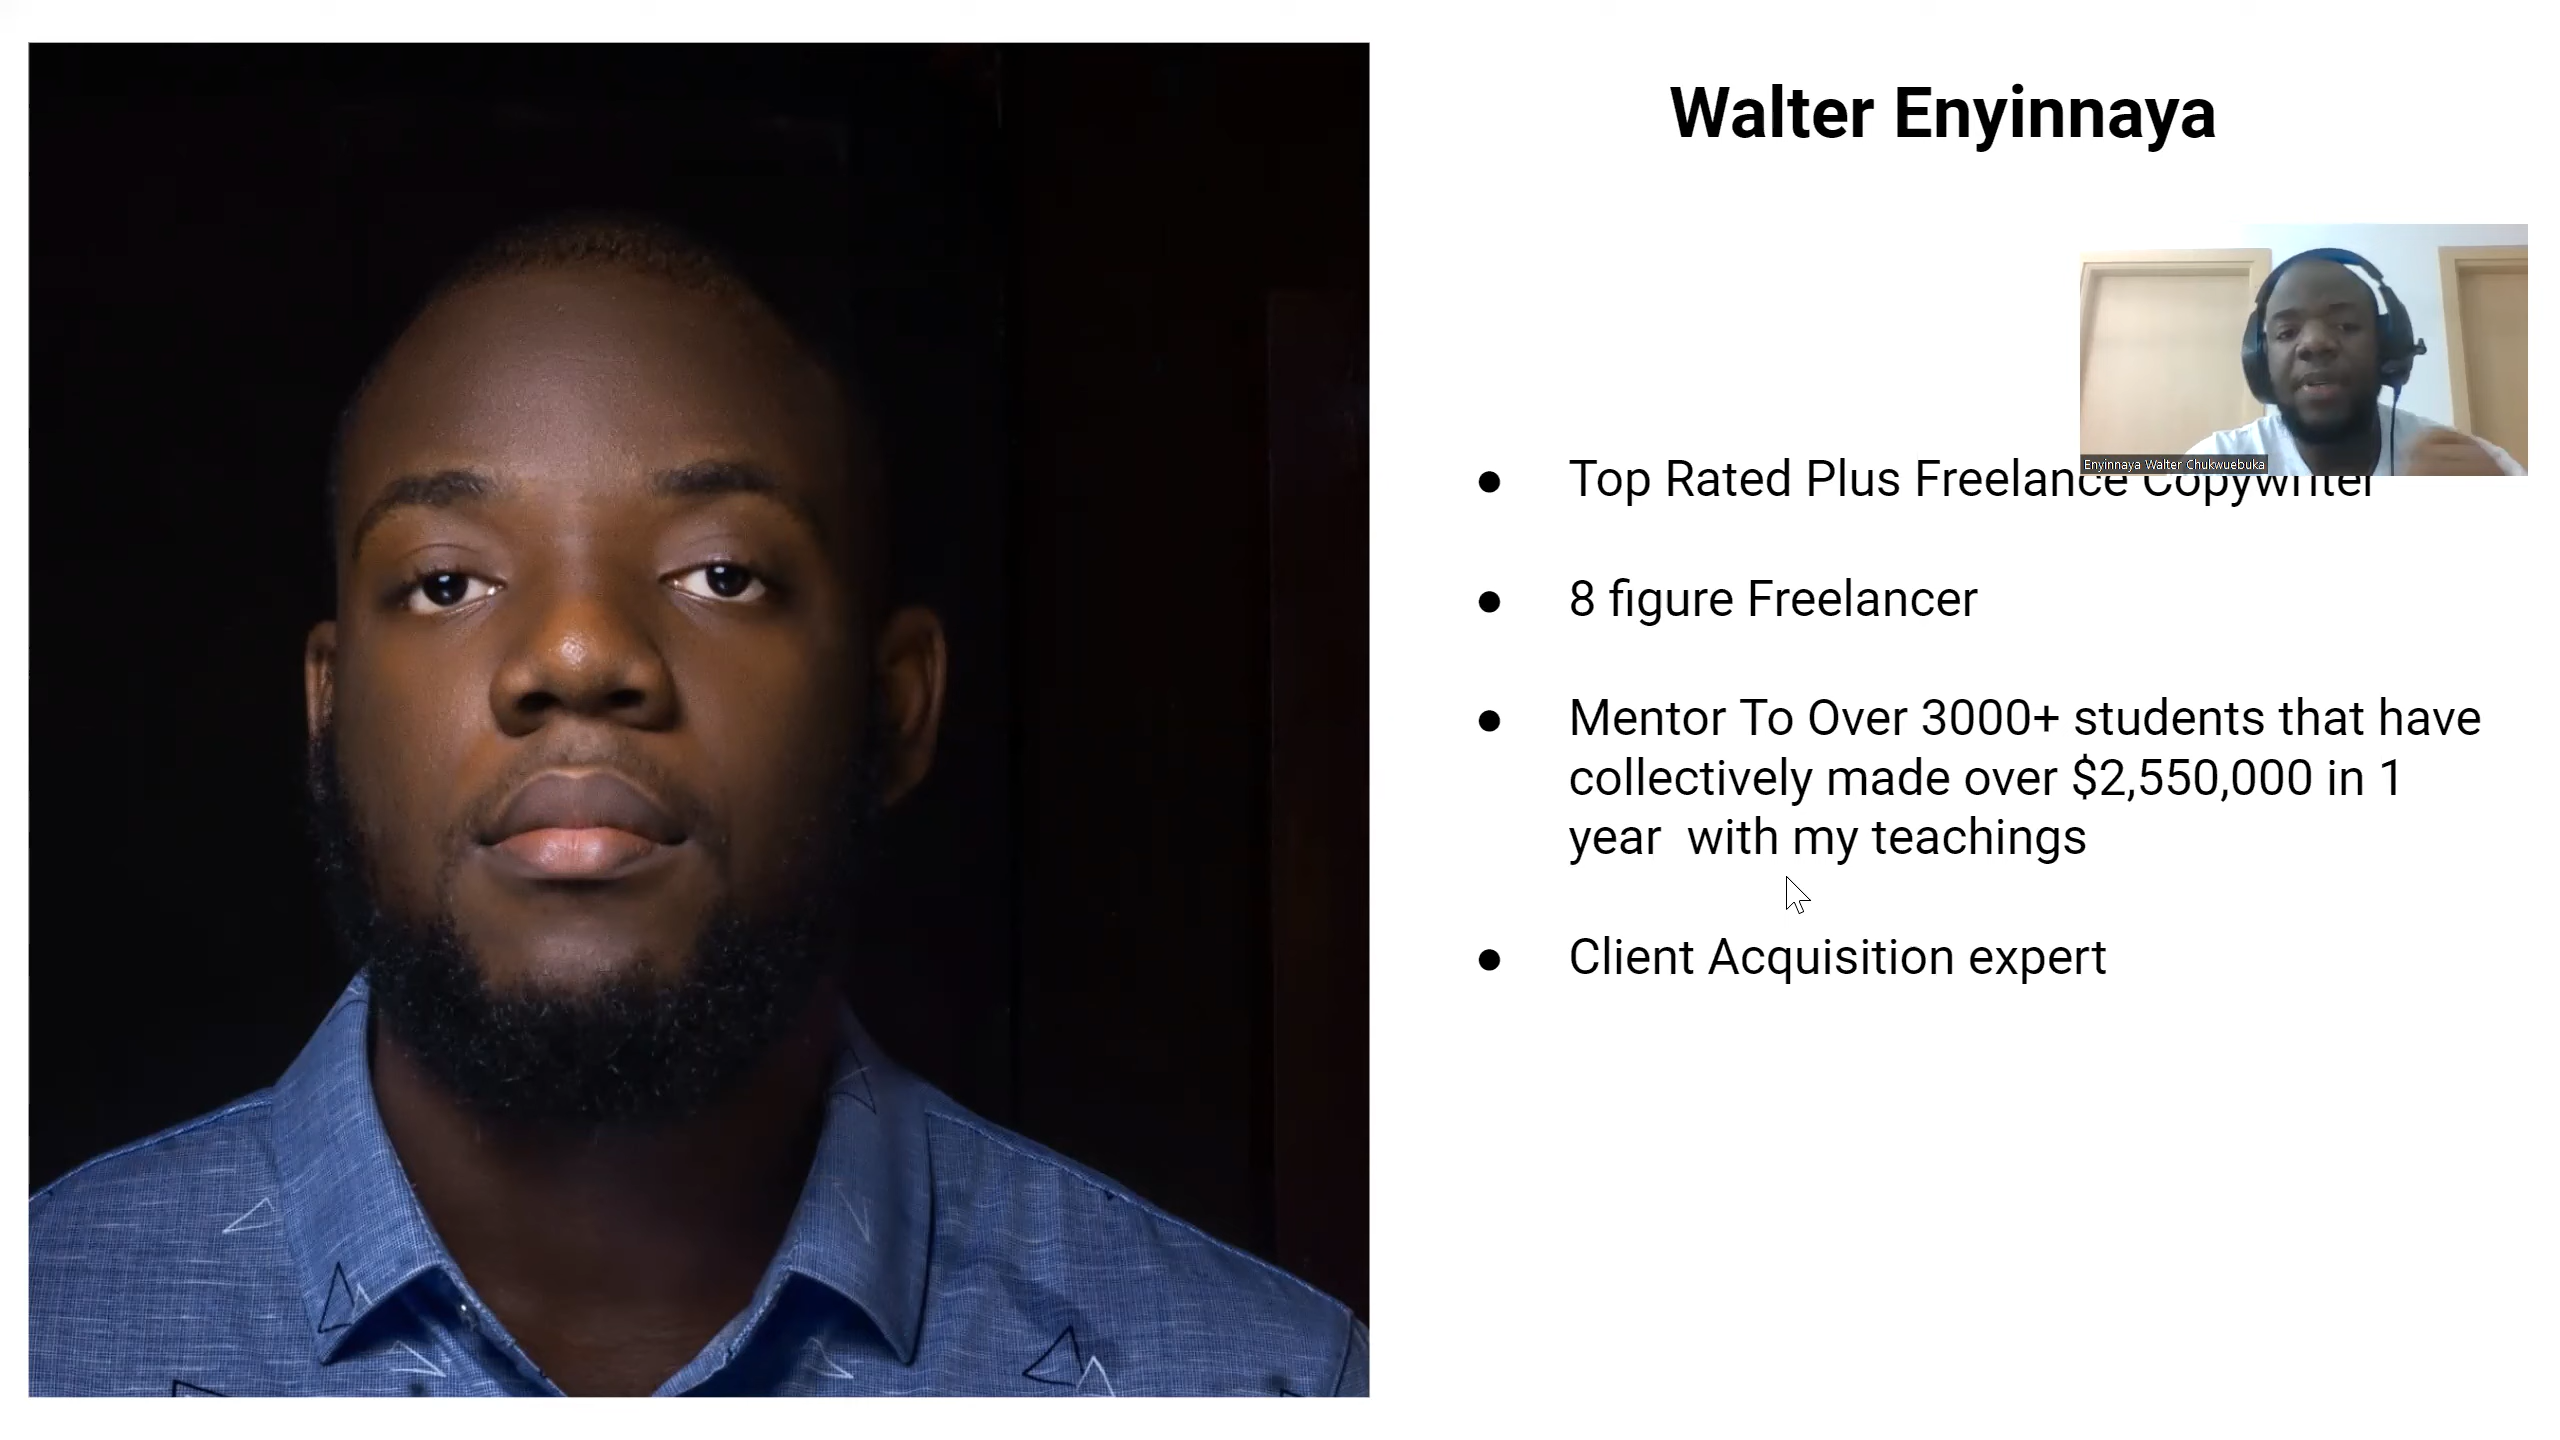 Walter Enyinnaya
Enyinnaya Walter Chukwuebuka
● Top Rated Plus Freelance Copywriter
● 8 figure Freelancer
● Mentor To Over 3000+ students that have
collectively made over $2,550,000 in 1
year  with my teachings
● Client Acquisition expert